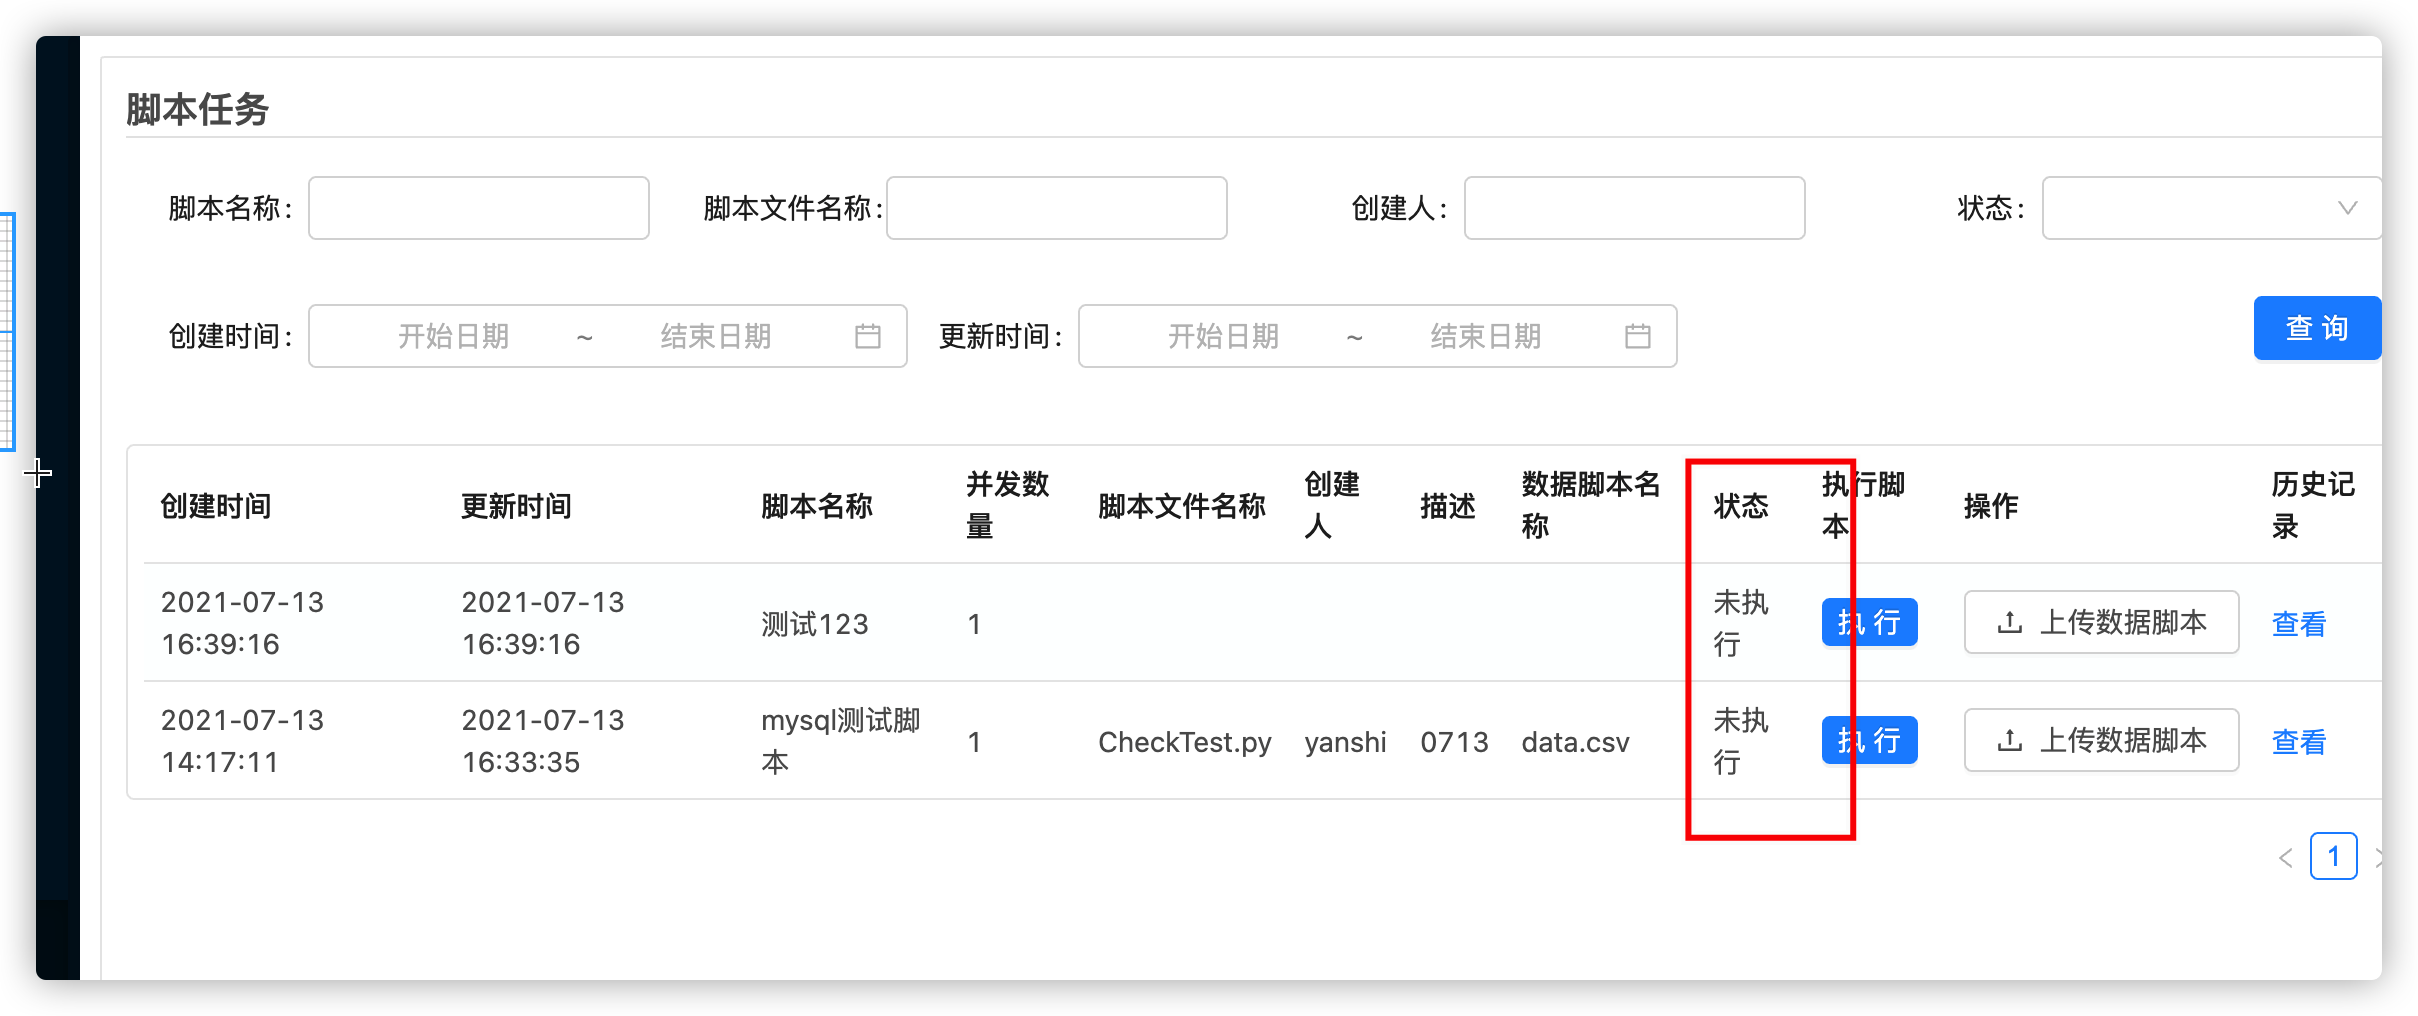 脚本任务
脚本名称: 脚本文件名称: 创建人: 状态:
创建时间: 开始日期 ~ 结束日期 更新时间: 开始日期 ~ 结束日期 查 询
创建时间 更新时间 脚本名称 并发数量 脚本文件名称 创建人 描述 数据脚本名称 状态 执行脚本 操作 历史记录
2021-07-13 16:39:16 2021-07-13 16:39:16 测试123 1 未执行 执 行 上传数据脚本 查看
2021-07-13 14:17:11 2021-07-13 16:33:35 mysql测试脚本 1 CheckTest.py yanshi 0713 data.csv 未执行 执 行 上传数据脚本 查看
< 1 >